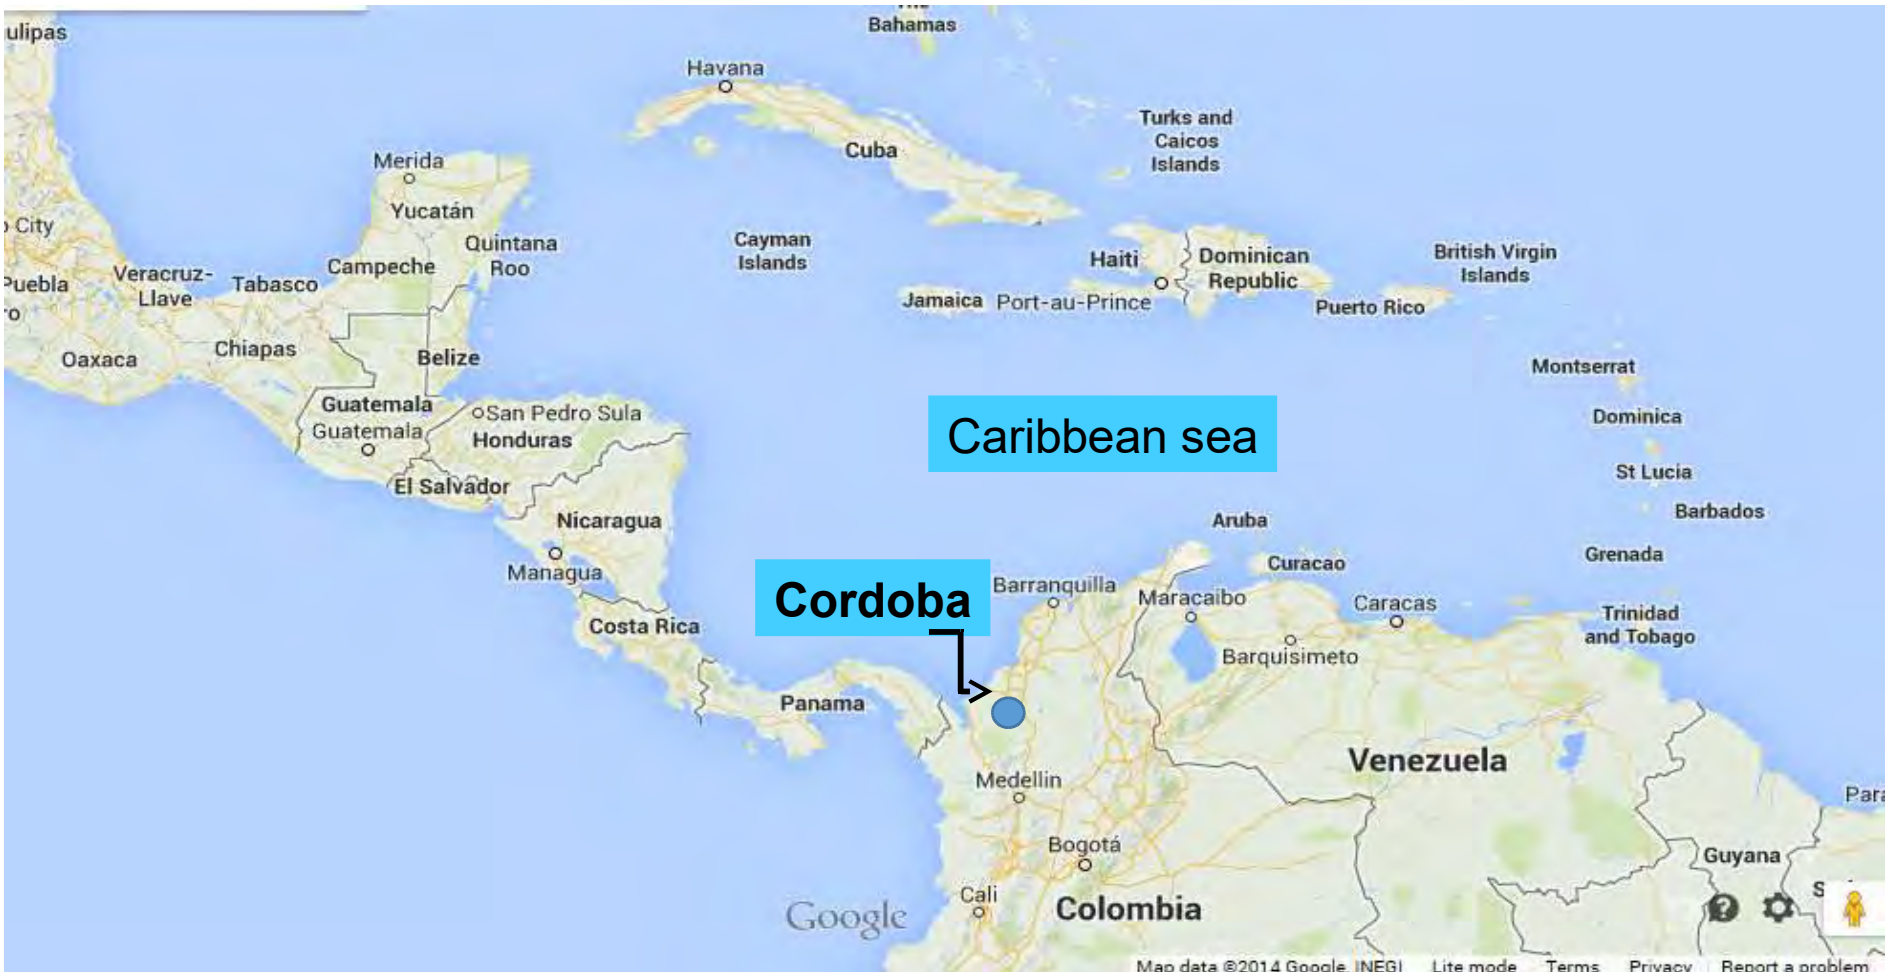 Bahamas
ulipas
Havana
Turks and
Caicos
Islands
Cuba
Merida
Yucatán
City
Quintana
Roo
Cayman
Islands
Haiti
Dominican
Republic
British Virgin
Islands
Campeche
Veracruz-
Llave
Tabasco
Puebla
ro
Jamaica
Port-au-Prince
Puerto Rico
Oaxaca
Chiapas
Belize
Montserrat
Guatemala
San Pedro Sula
Dominica
Guatemala
Honduras
Caribbean sea
El Salvador
St Lucia
Nicaragua
Aruba
Barbados
Managua
Curacao
Grenada
Cordoba
Barranquilla
Maracaibo
Caracas
Costa Rica
Trinidad
and Tobago
Barquisimeto
Panama
Venezuela
Medellin
Para
Bogotá
Guyana
Cali
Colombia
Google
Map data ©2014 Google, INEGI Lite mode Terms Privacy Report a problem